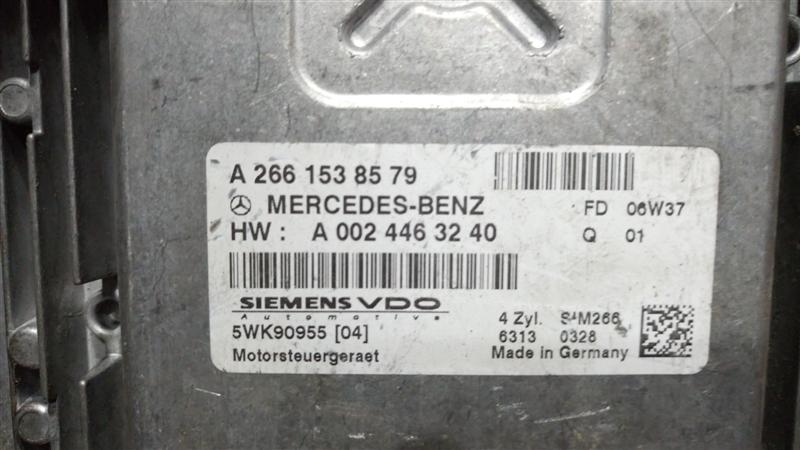 A 266 153 85 79
MERCEDES-BENZ FD 06W37
HW : A 002 446 32 40 Q 01
SIEMENS VDO
Automotive
5WK90955 [04] 4 Zyl. SIM266
6313 0328
Motorsteuergeraet Made in Germany